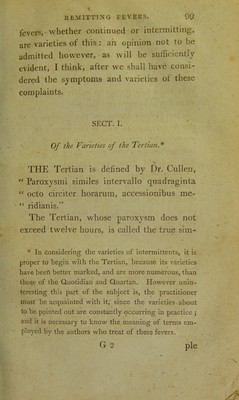 REMITTING FEVERS. 99
fevers, whether continued or intermitting,
are varieties of this: an opinion not to be
admitted however, as will be sufficiently
evident, I think, after we shall have consi-
dered the symptoms and varieties of these
complaints.
SECT. I.
Of the Varieties of the Tertian.*
THE Tertian is defined by Dr. Cullen,
“ Paroxysmi similes intervallo quadraginta
“ octo circiter horarum, accessionibus me-
“ ridianis.”
The Tertian, whose paroxysm does not
exceed twelve hours, is called the true sim-
* In considering the varieties of intermittents, it is
proper to begin with the Tertian, because its varieties
have been better marked, and are more numerous, than
those of the Quotidian and Quartan. However unin-
teresting this part of the subject is, the practitioner
must be acquainted with it, since the varieties about
to be pointed out are constantly occurring in practice;
and it is necessary to know the meaning of terms em-
ployed by the authors who treat of these fevers.
G 2 ple